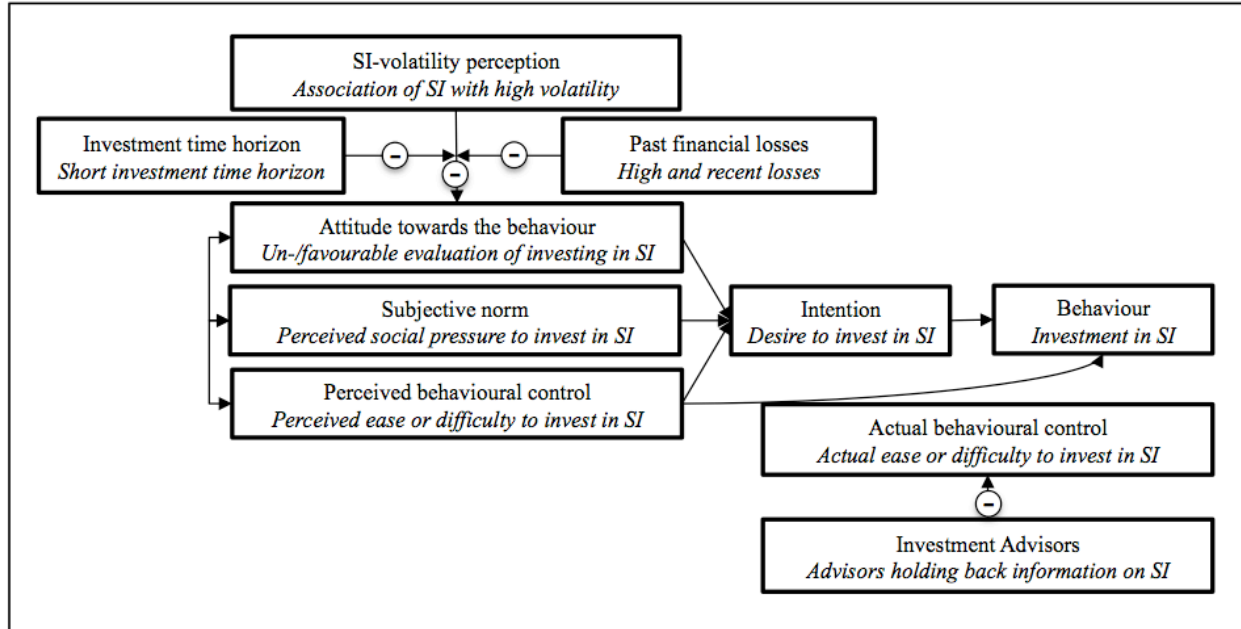 SI-volatility perception
Association of SI with high volatility
Investment time horizon
Short investment time horizon
Past financial losses
High and recent losses
Attitude towards the behaviour
Un-/favourable evaluation of investing in SI
Subjective norm
Perceived social pressure to invest in SI
Intention
Desire to invest in SI
Behaviour
Investment in SI
Perceived behavioural control
Perceived ease or difficulty to invest in SI
Actual behavioural control
Actual ease or difficulty to invest in SI
Investment Advisors
Advisors holding back information on SI